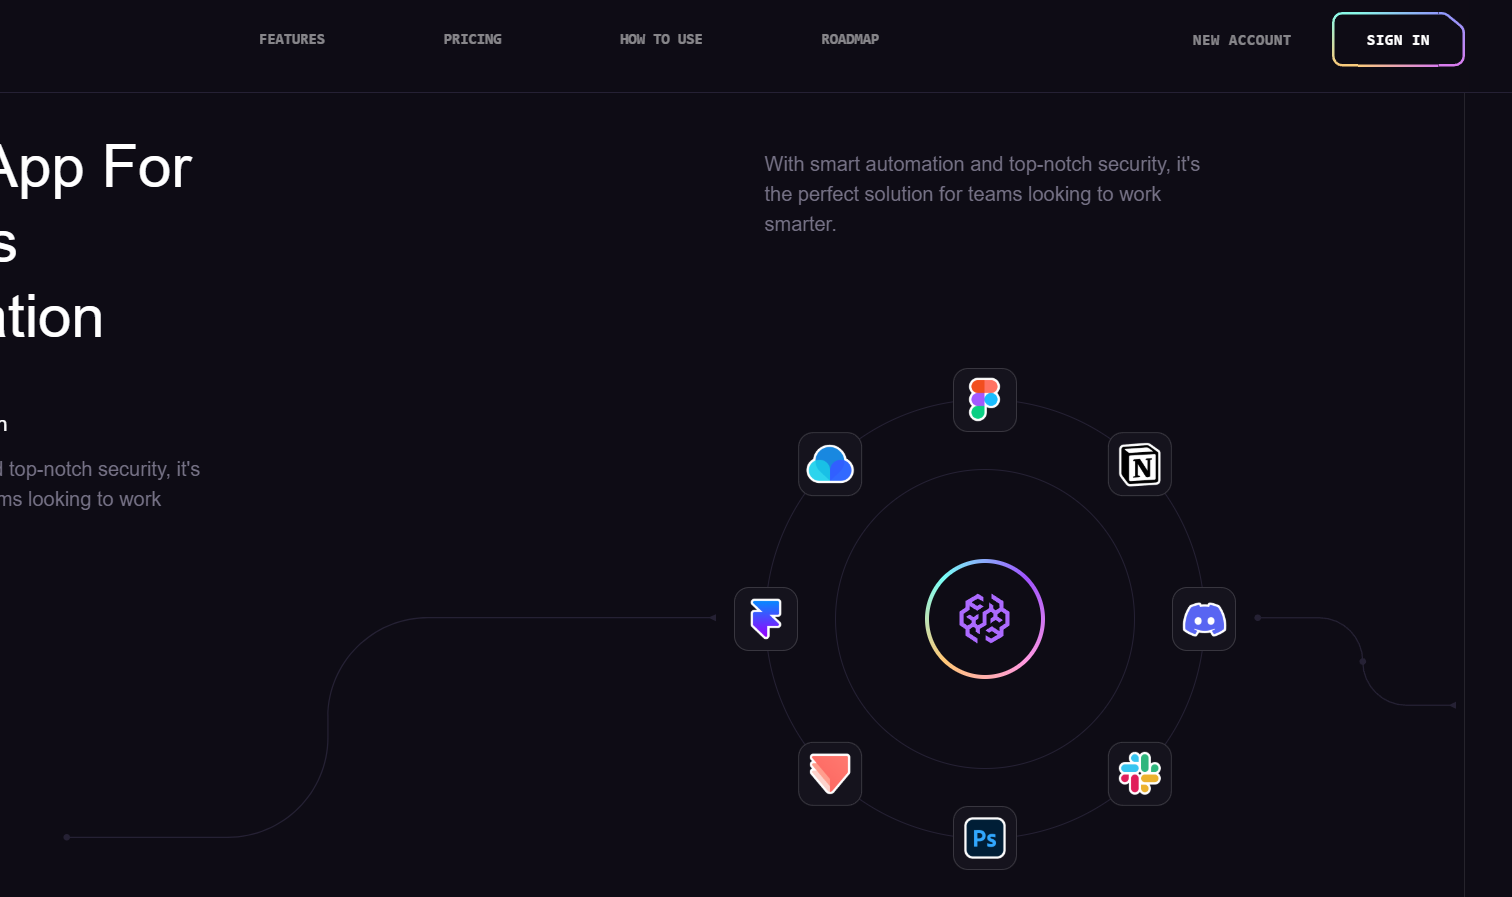 FEATURES
PRICING
HOW TO USE
ROADMAP
NEW ACCOUNT
SIGN IN
App For
s
ation
n
d top-notch security, it's
ms looking to work
With smart automation and top-notch security, it's
the perfect solution for teams looking to work
smarter.
N
Ps